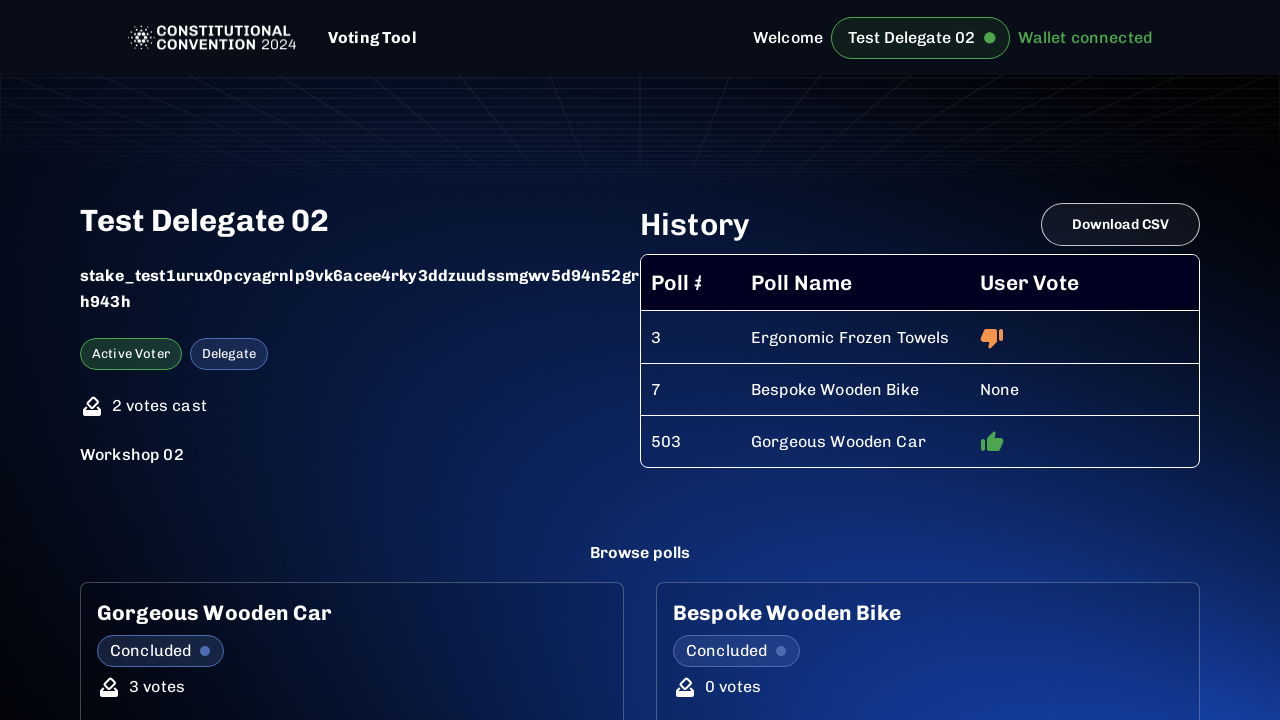 CONSTITUTIONAL
CONVENTION 2024
Voting Tool
Welcome
Test Delegate 02
Wallet connected
Test Delegate 02
stake_test1urux0pcyagrnlp9vk6acee4rky3ddzuudssmgwv5d94n52gr
h943h
Active Voter
Delegate
2 votes cast
Workshop 02
History
Download CSV
Poll #
Poll Name
User Vote
3
Ergonomic Frozen Towels
7
Bespoke Wooden Bike
None
503
Gorgeous Wooden Car
Browse polls
Gorgeous Wooden Car
Concluded
3 votes
Bespoke Wooden Bike
Concluded
0 votes